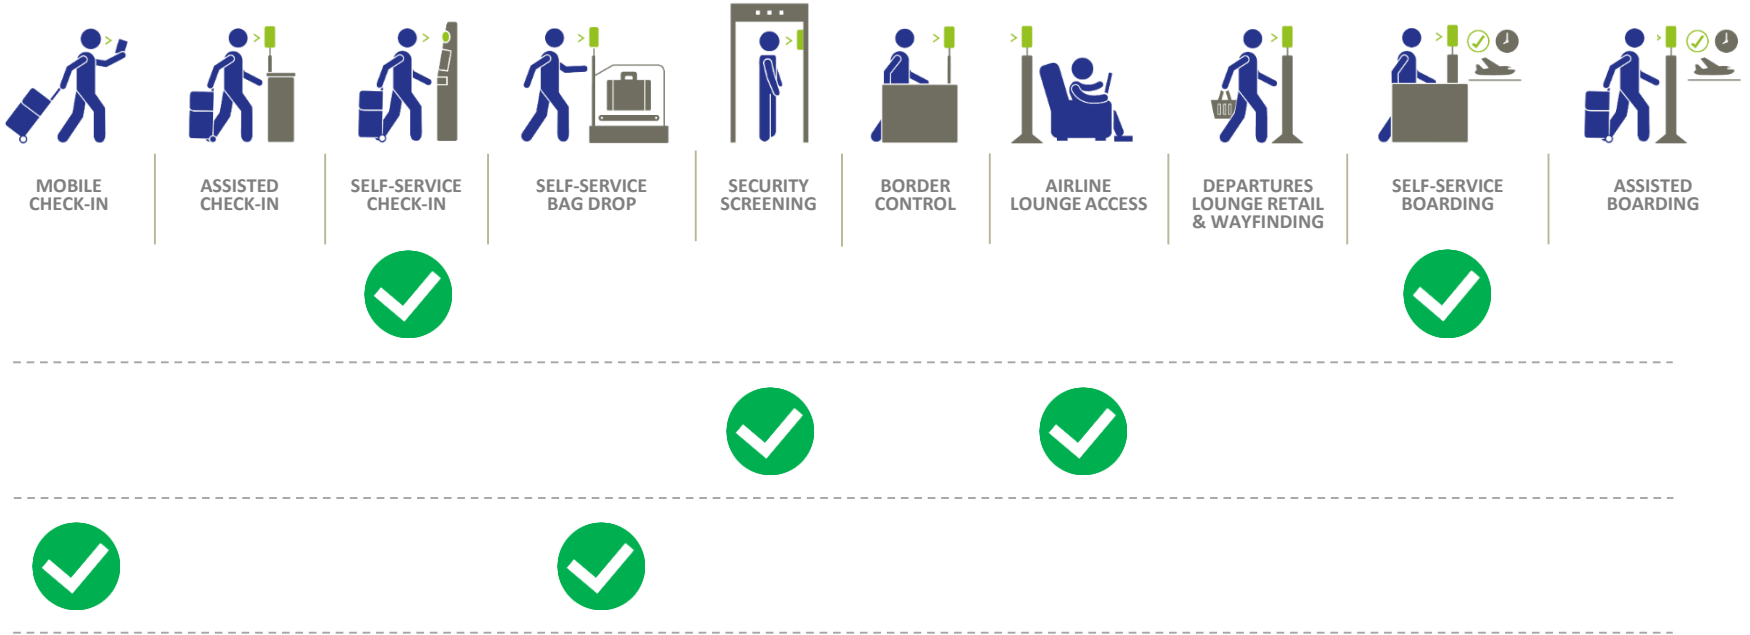 MOBILE
CHECK-IN
ASSISTED
CHECK-IN
SELF-SERVICE
CHECK-IN
SELF-SERVICE
BAG DROP
SECURITY
SCREENING
BORDER
CONTROL
AIRLINE
LOUNGE ACCESS
DEPARTURES
LOUNGE RETAIL
& WAYFINDING
SELF-SERVICE
BOARDING
ASSISTED
BOARDING